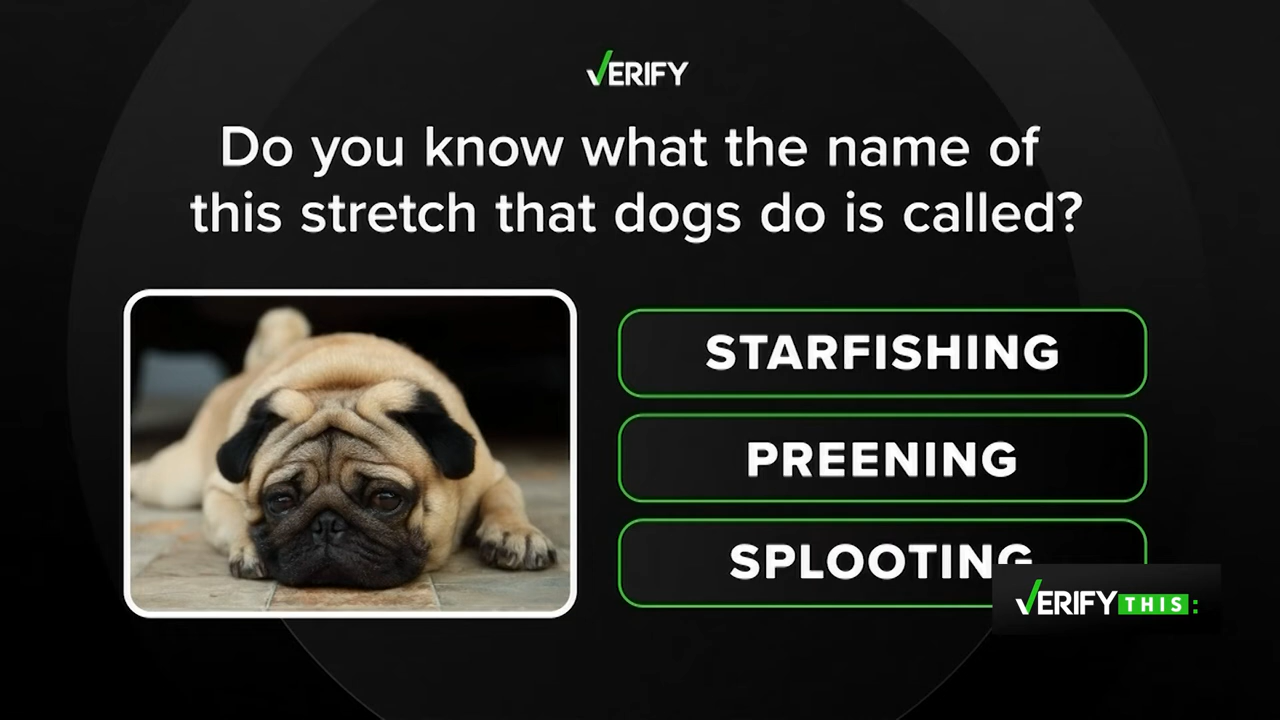 VERIFY
Do you know what the name of
this stretch that dogs do is called?
STARFISHING
PREENING
SPLOOTING
VERIFY THIS: